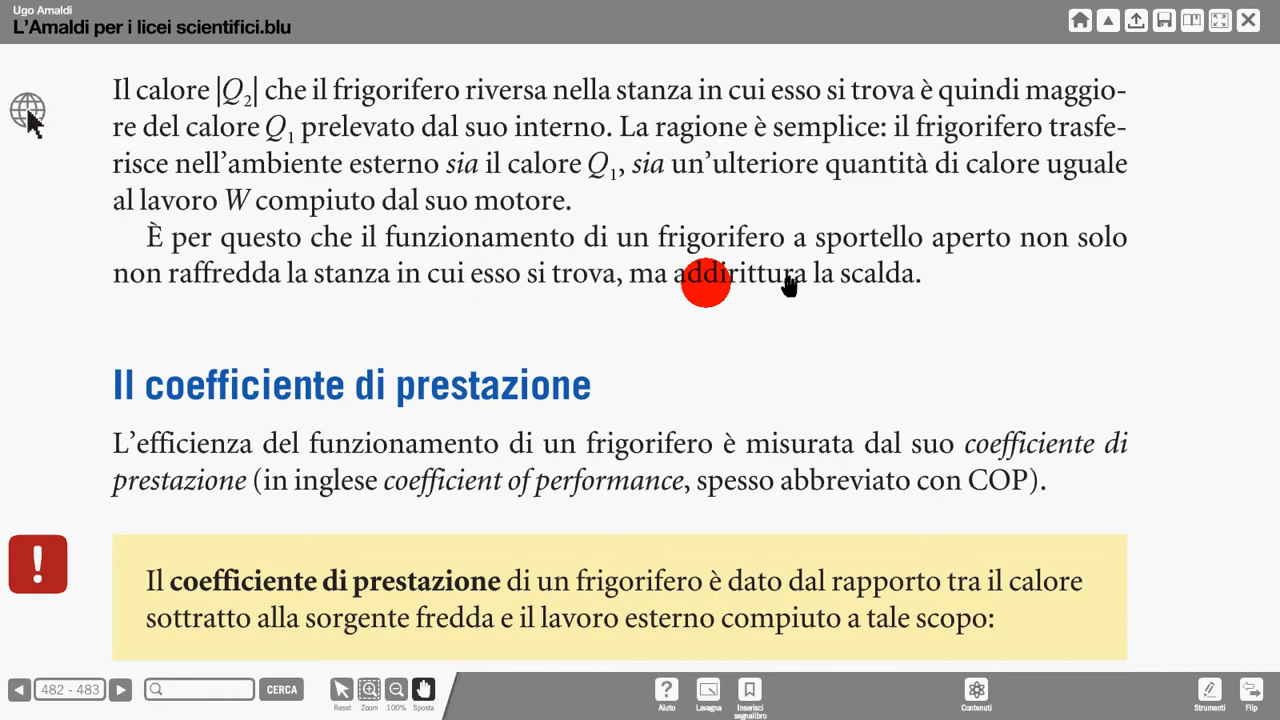 Ugo Amaldi
L'Amaldi per i licei scientifici.blu
Il calore |Q2| che il frigorifero riversa nella stanza in cui esso si trova è quindi maggio-
re del calore Q1 prelevato dal suo interno. La ragione è semplice: il frigorifero trasfe-
risce nell'ambiente esterno sia il calore Q1, sia un'ulteriore quantità di calore uguale
al lavoro W compiuto dal suo motore.
È per questo che il funzionamento di un frigorifero a sportello aperto non solo
non raffredda la stanza in cui esso si trova, ma addirittura la scalda.
Il coefficiente di prestazione
L'efficienza del funzionamento di un frigorifero è misurata dal suo coefficiente di
prestazione (in inglese coefficient of performance, spesso abbreviato con COP).
!
Il coefficiente di prestazione di un frigorifero è dato dal rapporto tra il calore
sottratto alla sorgente fredda e il lavoro esterno compiuto a tale scopo:
482 - 483
CERCA
Reset
Zoom
100%
Sposta
?
Aiuto
Lavagna
Inserisci
segnalibro
Contenuti
Strumenti
Flip